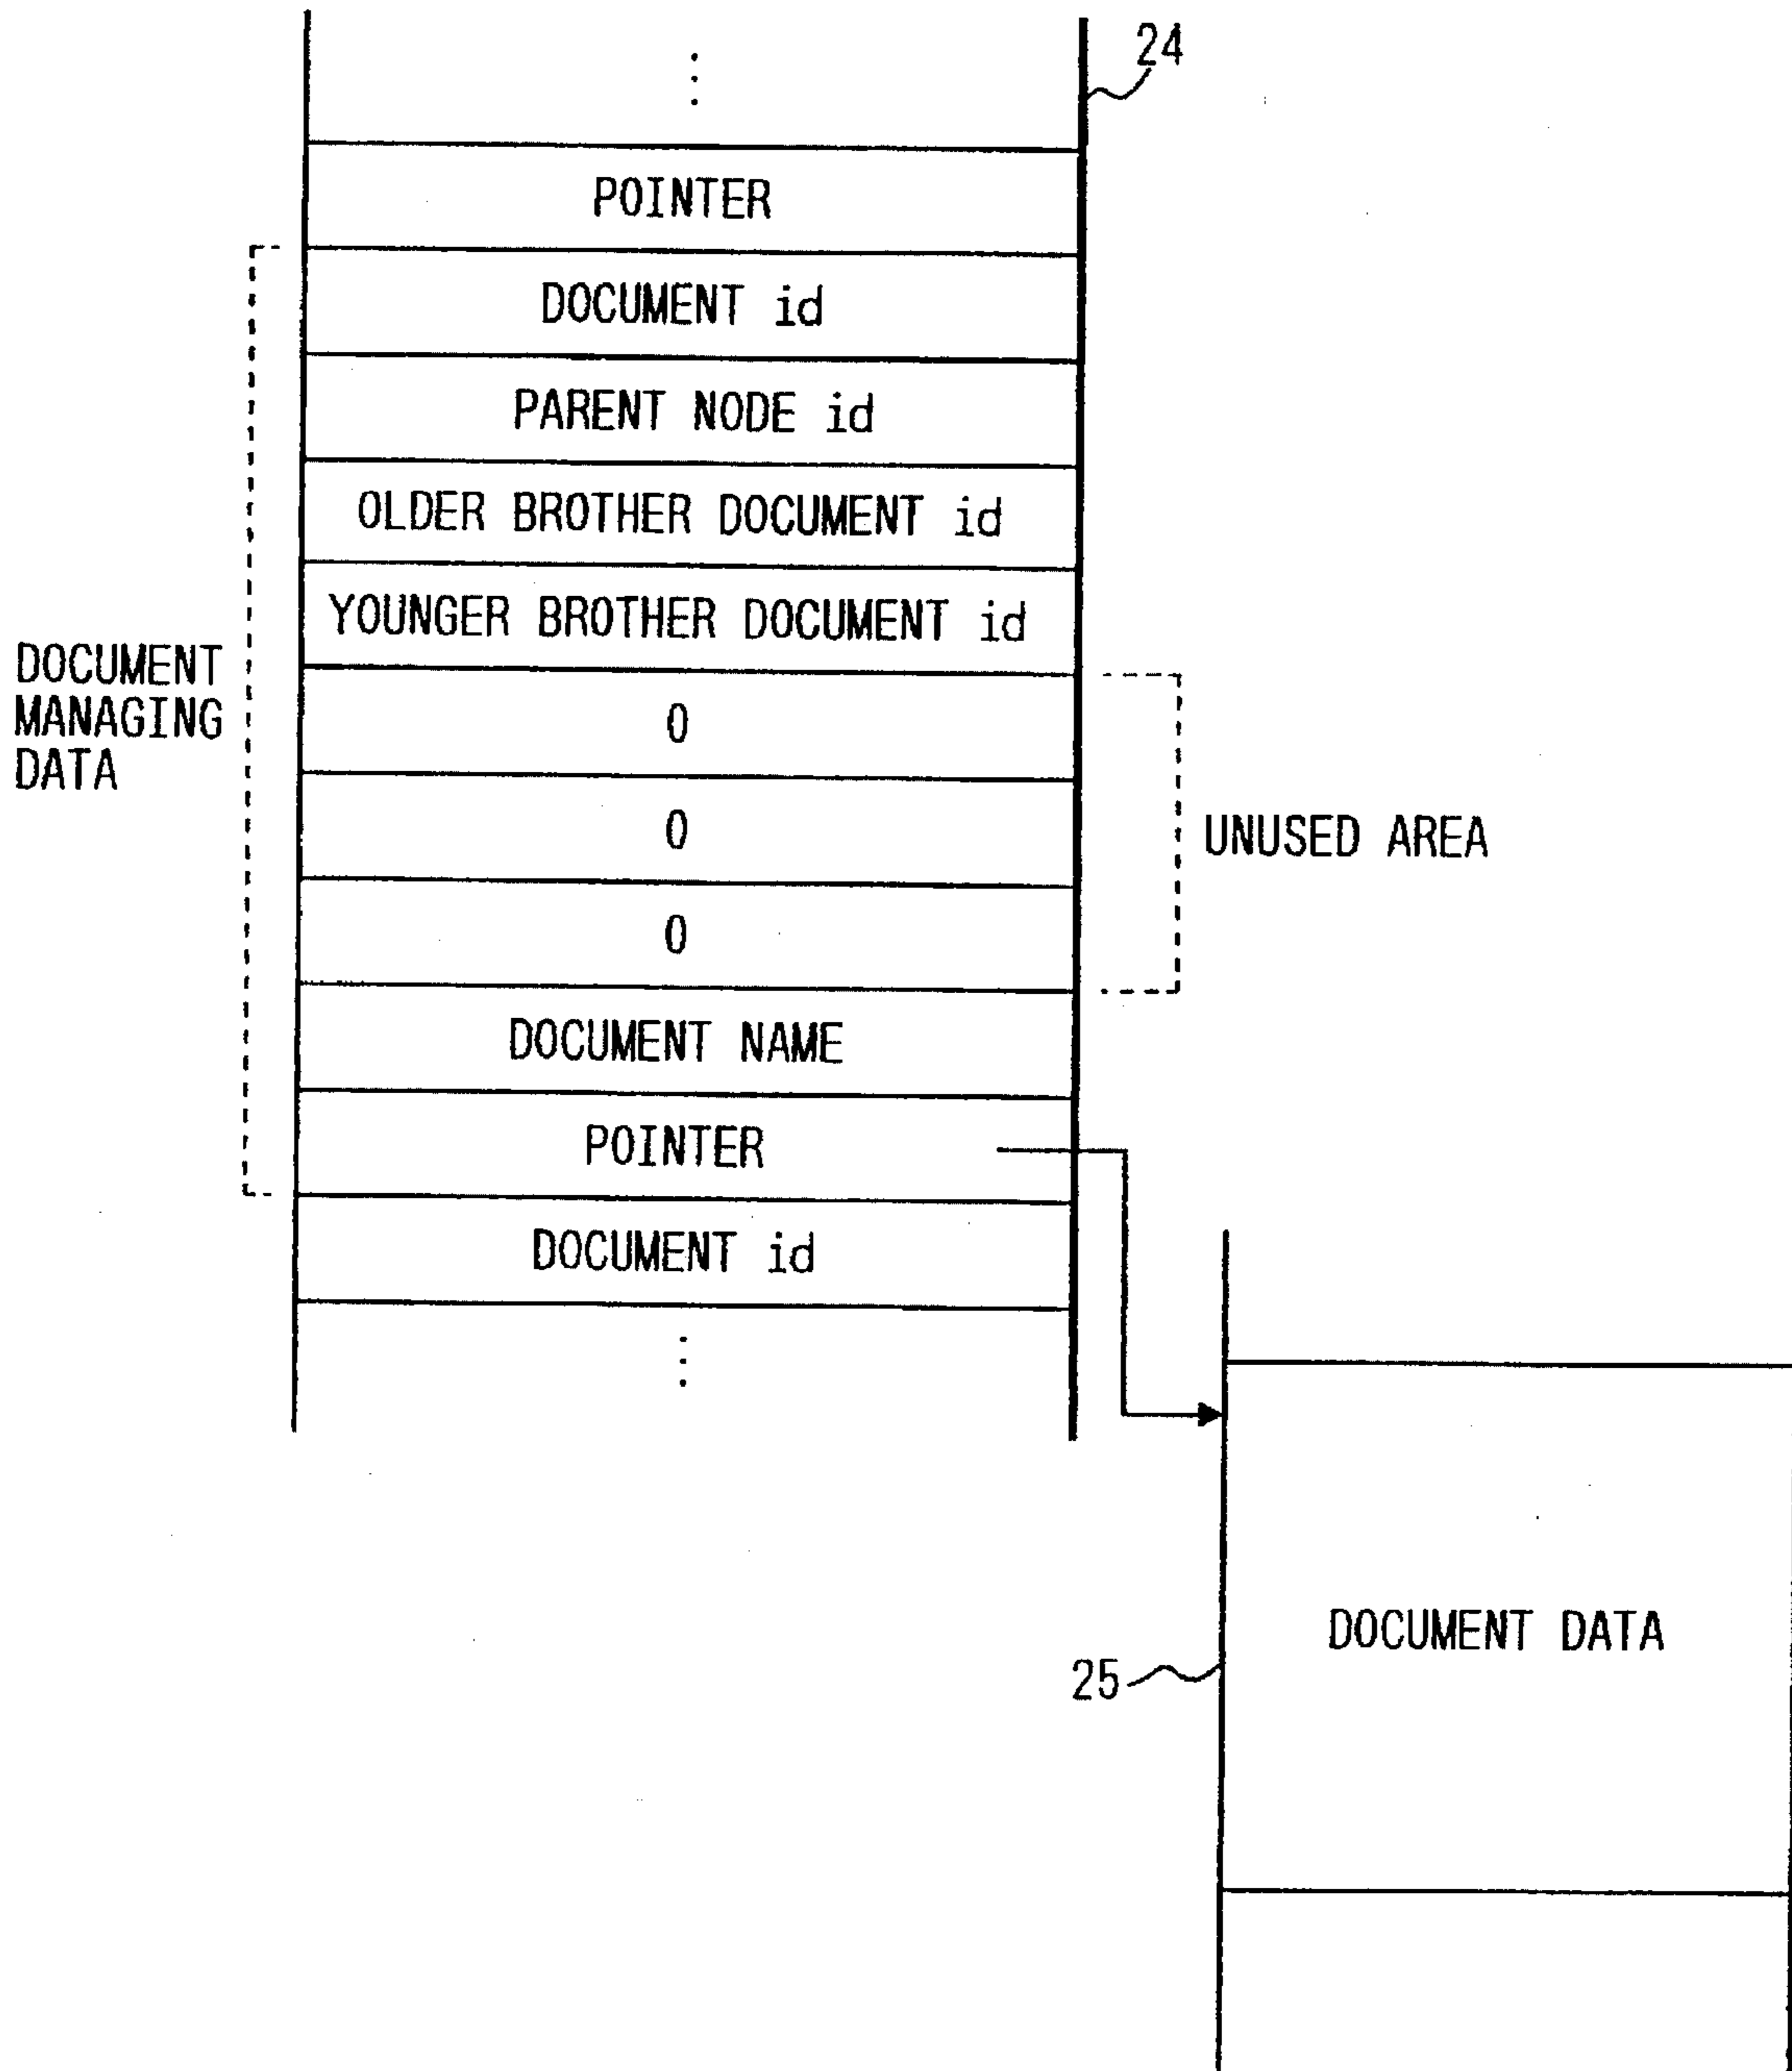 24
POINTER
DOCUMENT id
PARENT NODE id
OLDER BROTHER DOCUMENT id
YOUNGER BROTHER DOCUMENT id
DOCUMENT
MANAGING
DATA
0
0
0
UNUSED AREA
DOCUMENT NAME
POINTER
DOCUMENT id
DOCUMENT DATA
25